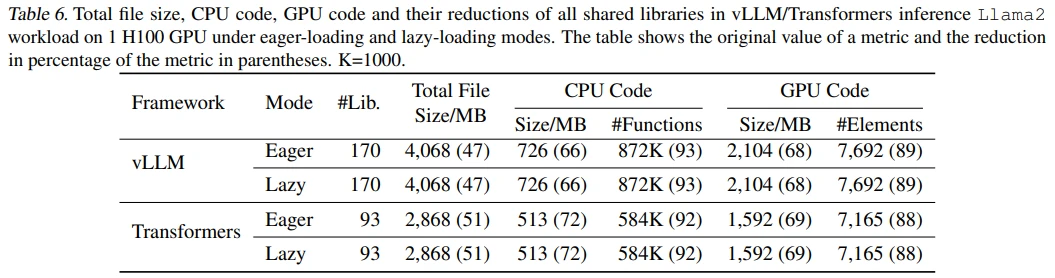 Table 6. Total file size, CPU code, GPU code and their reductions of all shared libraries in vLLM/Transformers inference Llama2
workload on 1 H100 GPU under eager-loading and lazy-loading modes. The table shows the original value of a metric and the reduction
in percentage of the metric in parentheses. K=1000.
Framework Mode #Lib. Total File Size/MB CPU Code GPU Code
Size/MB #Functions Size/MB #Elements
vLLM Eager 170 4,068 (47) 726 (66) 872K (93) 2,104 (68) 7,692 (89)
Lazy 170 4,068 (47) 726 (66) 872K (93) 2,104 (68) 7,692 (89)
Transformers Eager 93 2,868 (51) 513 (72) 584K (92) 1,592 (69) 7,165 (88)
Lazy 93 2,868 (51) 513 (72) 584K (92) 1,592 (69) 7,165 (88)